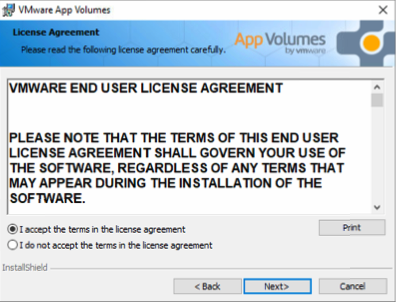 VMware App Volumes
License Agreement
Please read the following license agreement carefully.
App Volumes
by vmware
VMWARE END USER LICENSE AGREEMENT
PLEASE NOTE THAT THE TERMS OF THIS END USER
LICENSE AGREEMENT SHALL GOVERN YOUR USE OF
THE SOFTWARE, REGARDLESS OF ANY TERMS THAT
MAY APPEAR DURING THE INSTALLATION OF THE
SOFTWARE.
I accept the terms in the license agreement
Print
I do not accept the terms in the license agreement
InstallShield
< Back Next> Cancel